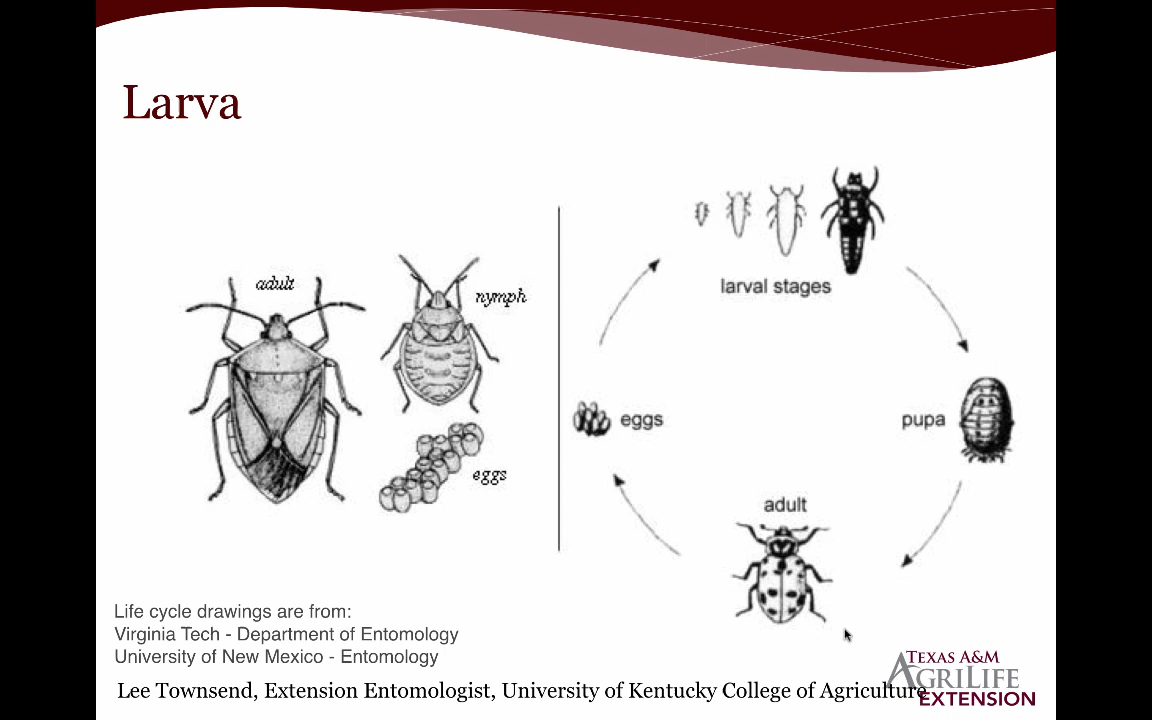 Larva
adult
nymph
eggs
larval stages
eggs
pupa
adult
Life cycle drawings are from:
Virginia Tech - Department of Entomology
University of New Mexico - Entomology
Lee Townsend, Extension Entomologist, University of Kentucky College of Agriculture
TEXAS A&M
AGRILIFE
EXTENSION